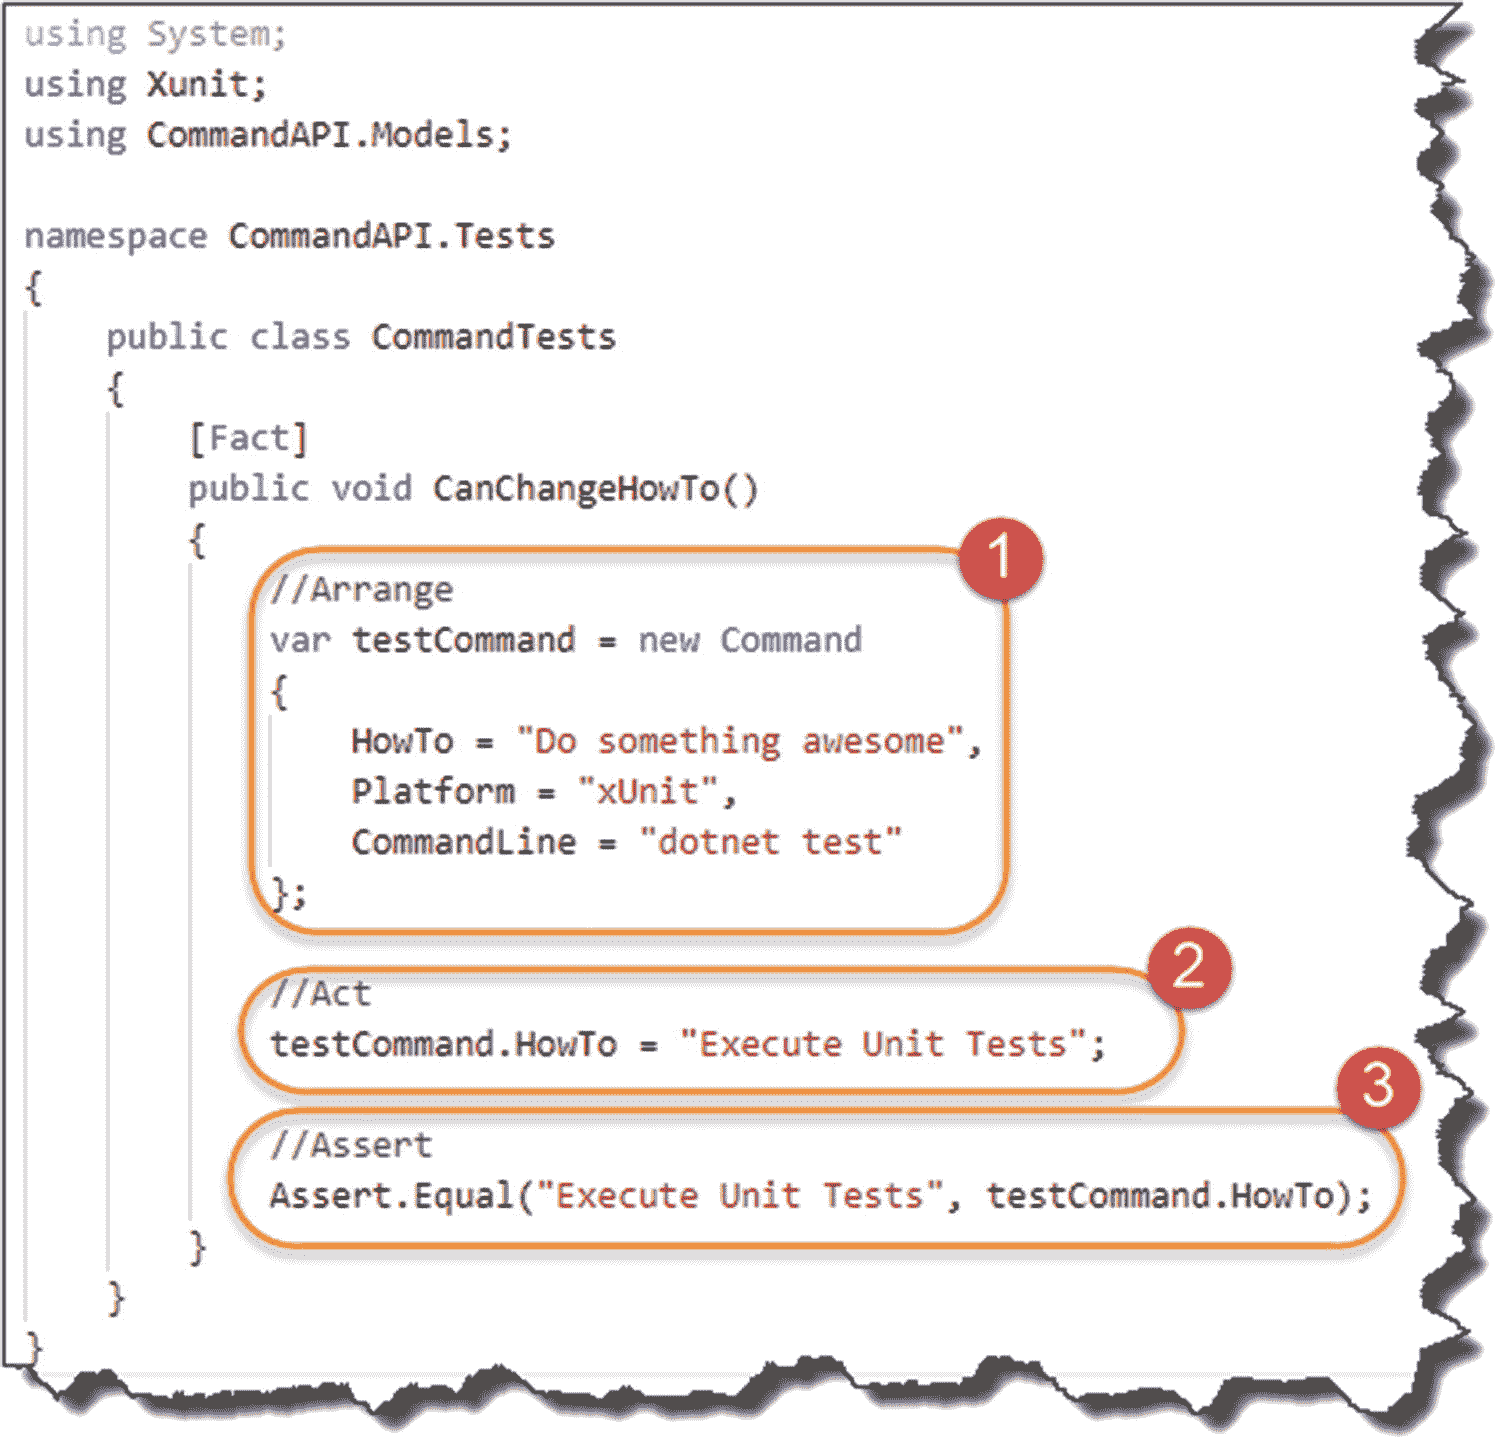 using System;
using Xunit;
using CommandAPI.Models;
namespace CommandAPI.Tests
{
public class CommandTests
{
[Fact]
public void CanChangeHowTo()
{
1
//Arrange
var testCommand = new Command
{
HowTo = "Do something awesome",
Platform = "xUnit",
CommandLine = "dotnet test"
};
2
//Act
testCommand.HowTo = "Execute Unit Tests";
3
//Assert
Assert.Equal("Execute Unit Tests", testCommand.HowTo);
}
}
}